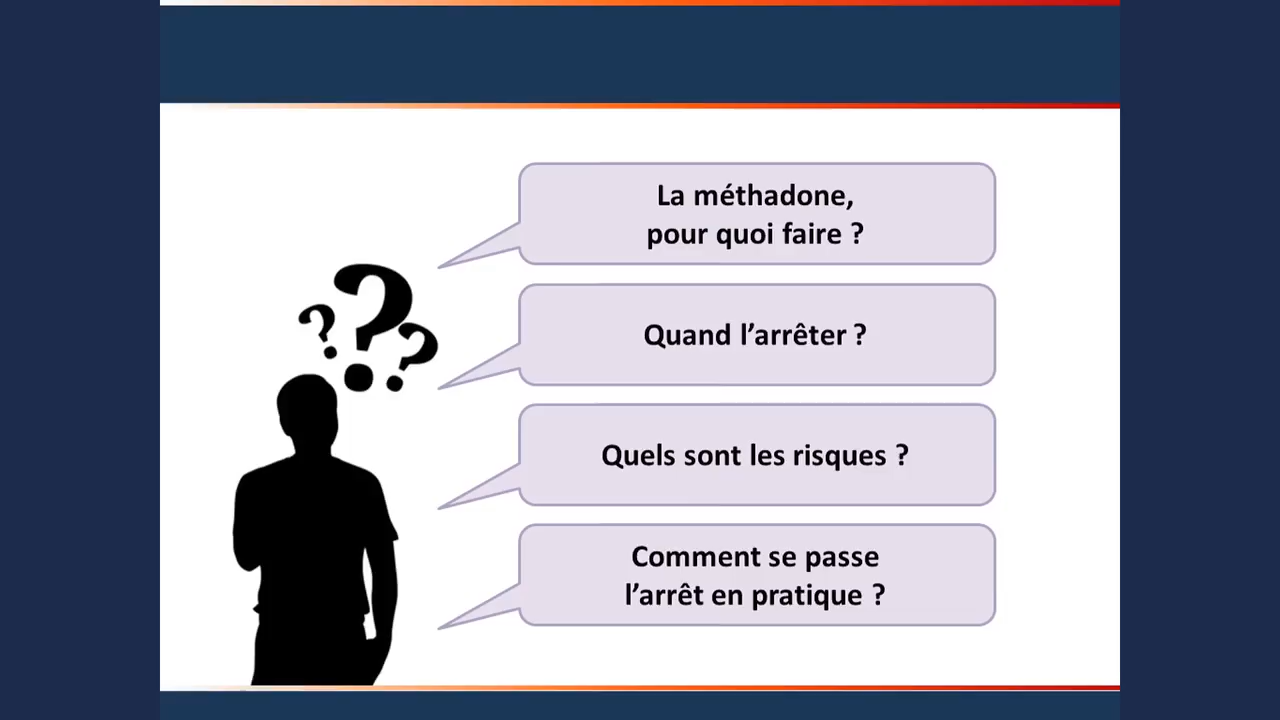 La méthadone,
pour quoi faire ?
Quand l’arrêter ?
Quels sont les risques ?
Comment se passe
l’arrêt en pratique ?